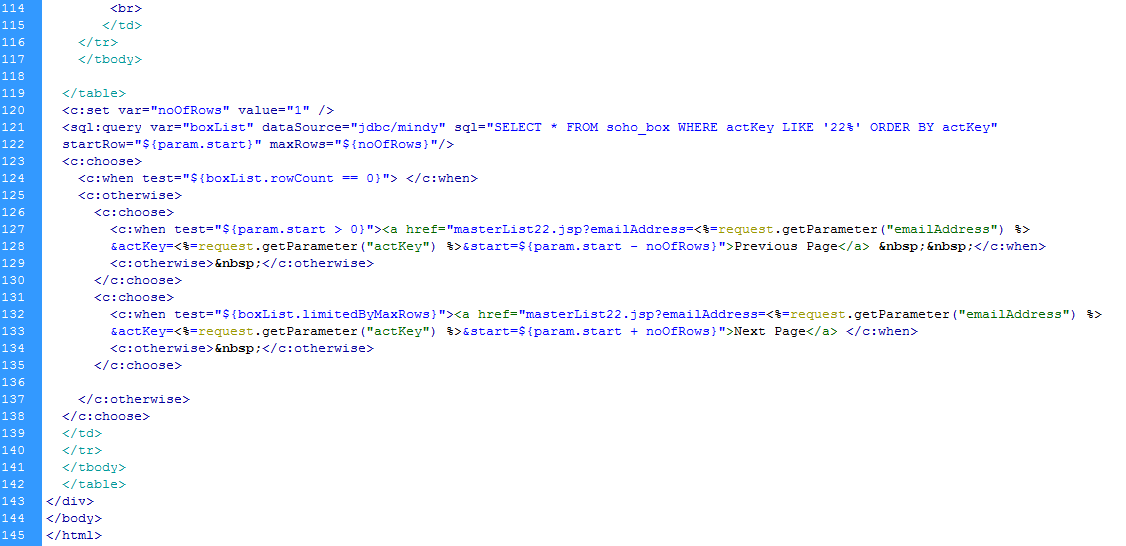 114         <br>
115        </td>
116     </tr>
117     </tbody>
118
119   </table>
120   <c:set var="noOfRows" value="1" />
121   <sql:query var="boxList" dataSource="jdbc/mindy" sql="SELECT * FROM soho_box WHERE actKey LIKE '22%' ORDER BY actKey"
122   startRow="${param.start}" maxRows="${noOfRows}"/>
123   <c:choose>
124     <c:when test="${boxList.rowCount == 0}"> </c:when>
125     <c:otherwise>
126       <c:choose>
127         <c:when test="${param.start > 0}"><a href="masterList22.jsp?emailAddress=<%=request.getParameter("emailAddress") %>
128         &actKey=<%=request.getParameter("actKey") %>&start=${param.start - noOfRows}">Previous Page</a> &nbsp;&nbsp;</c:when>
129         <c:otherwise>&nbsp;</c:otherwise>
130       </c:choose>
131       <c:choose>
132         <c:when test="${boxList.limitedByMaxRows}"><a href="masterList22.jsp?emailAddress=<%=request.getParameter("emailAddress") %>
133         &actKey=<%=request.getParameter("actKey") %>&start=${param.start + noOfRows}">Next Page</a> </c:when>
134         <c:otherwise>&nbsp;</c:otherwise>
135       </c:choose>
136
137     </c:otherwise>
138   </c:choose>
139   </td>
140   </tr>
141   </tbody>
142   </table>
143 </div>
144 </body>
145 </html>